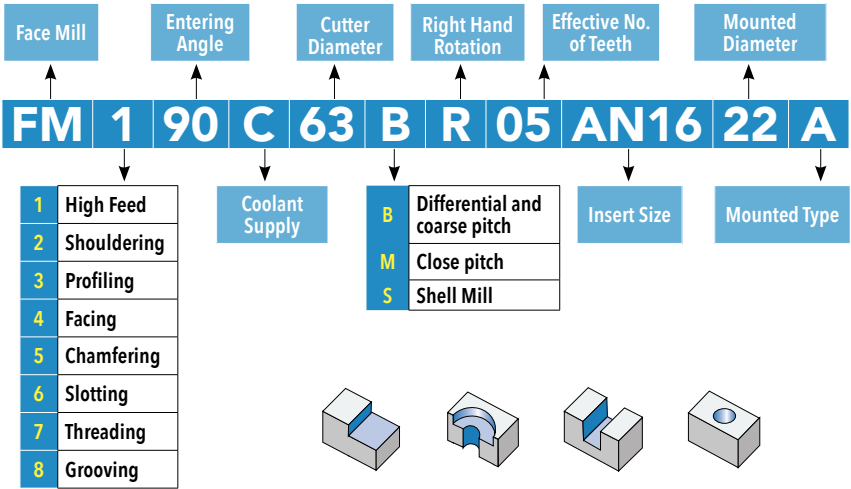 Face Mill
Entering
Angle
Cutter
Diameter
Right Hand
Rotation
Effective No.
of Teeth
Mounted
Diameter
FM 1 90 C 63 B R 05 AN16 22 A
1 High Feed
2 Shouldering
3 Profiling
4 Facing
5 Chamfering
6 Slotting
7 Threading
8 Grooving
Coolant
Supply
B Differential and
coarse pitch
M Close pitch
S Shell Mill
Insert Size
Mounted Type